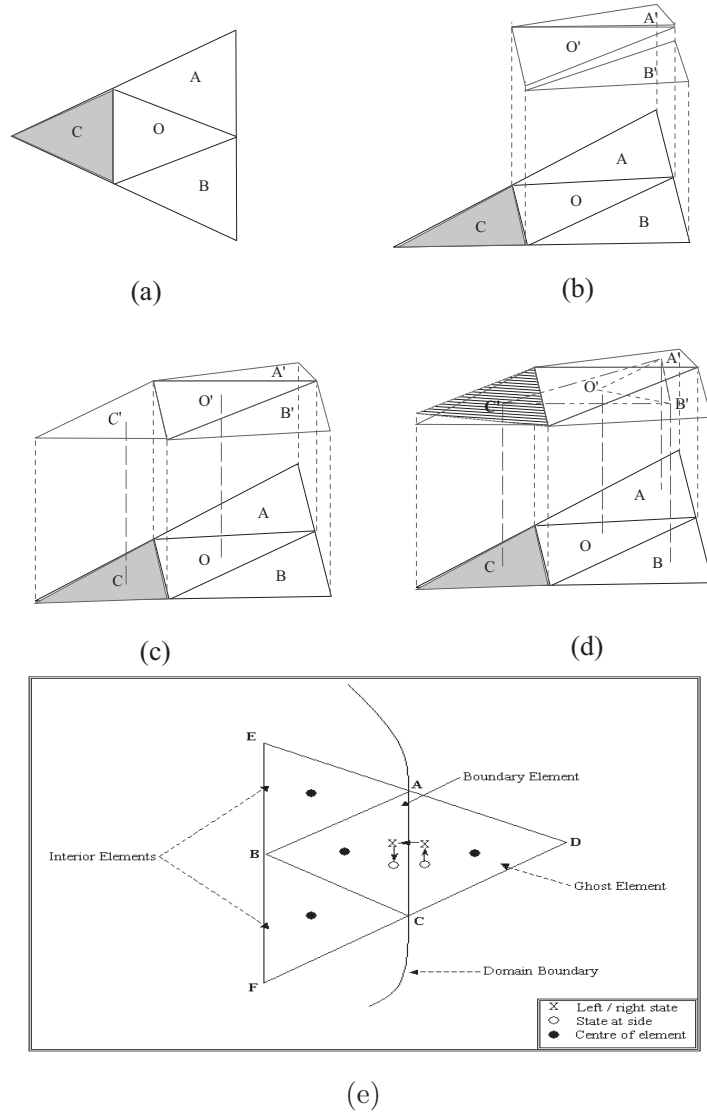 A
C
O
B
(a)
A'
O'
B'
A
O
C
B
(b)
A'
C'
O'
B'
A
O
C
B
(c)
A'
O'
C'
B'
A
O
C
B
(d)
E
A
Boundary Element
B
D
Interior Elements
Ghost Element
C
Domain Boundary
F
X Left / right state
State at side
Centre of element
X X
(e)